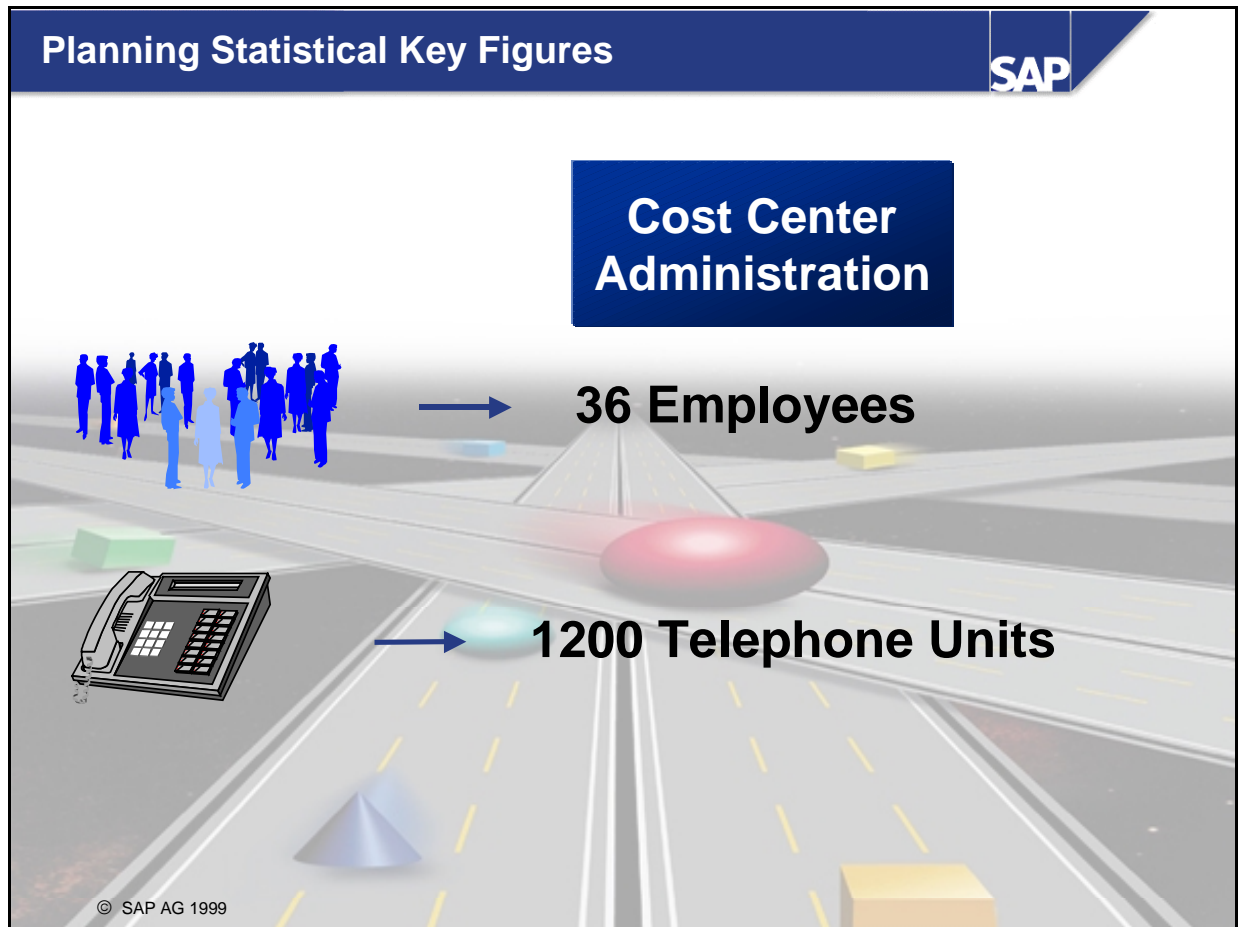 Planning Statistical Key Figures
SAP
Cost Center
Administration
36 Employees
1200 Telephone Units
© SAP AG 1999